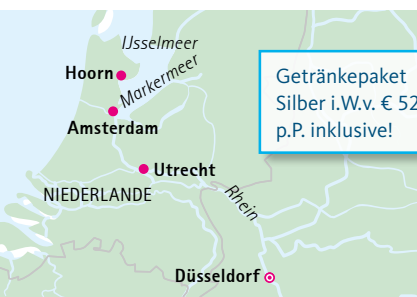 IJsselmeer
Hoorn
Markermeer
Amsterdam
Getränkepaket
Silber i.W.v. € 52
p.P. inklusive!
Utrecht
NIEDERLANDE
Rhein
Düsseldorf